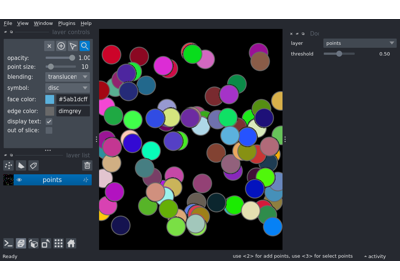 File View Window Plugins Help
layer controls
opacity: 1.00
point size: 10
blending: translucen
symbol: disc
face color: #5ab1dcff
edge color: dimgrey
display text:
out of slice:
layer list
points
layer points
threshold 0.50
Ready
use <2> for add points, use <3> for select points
activity